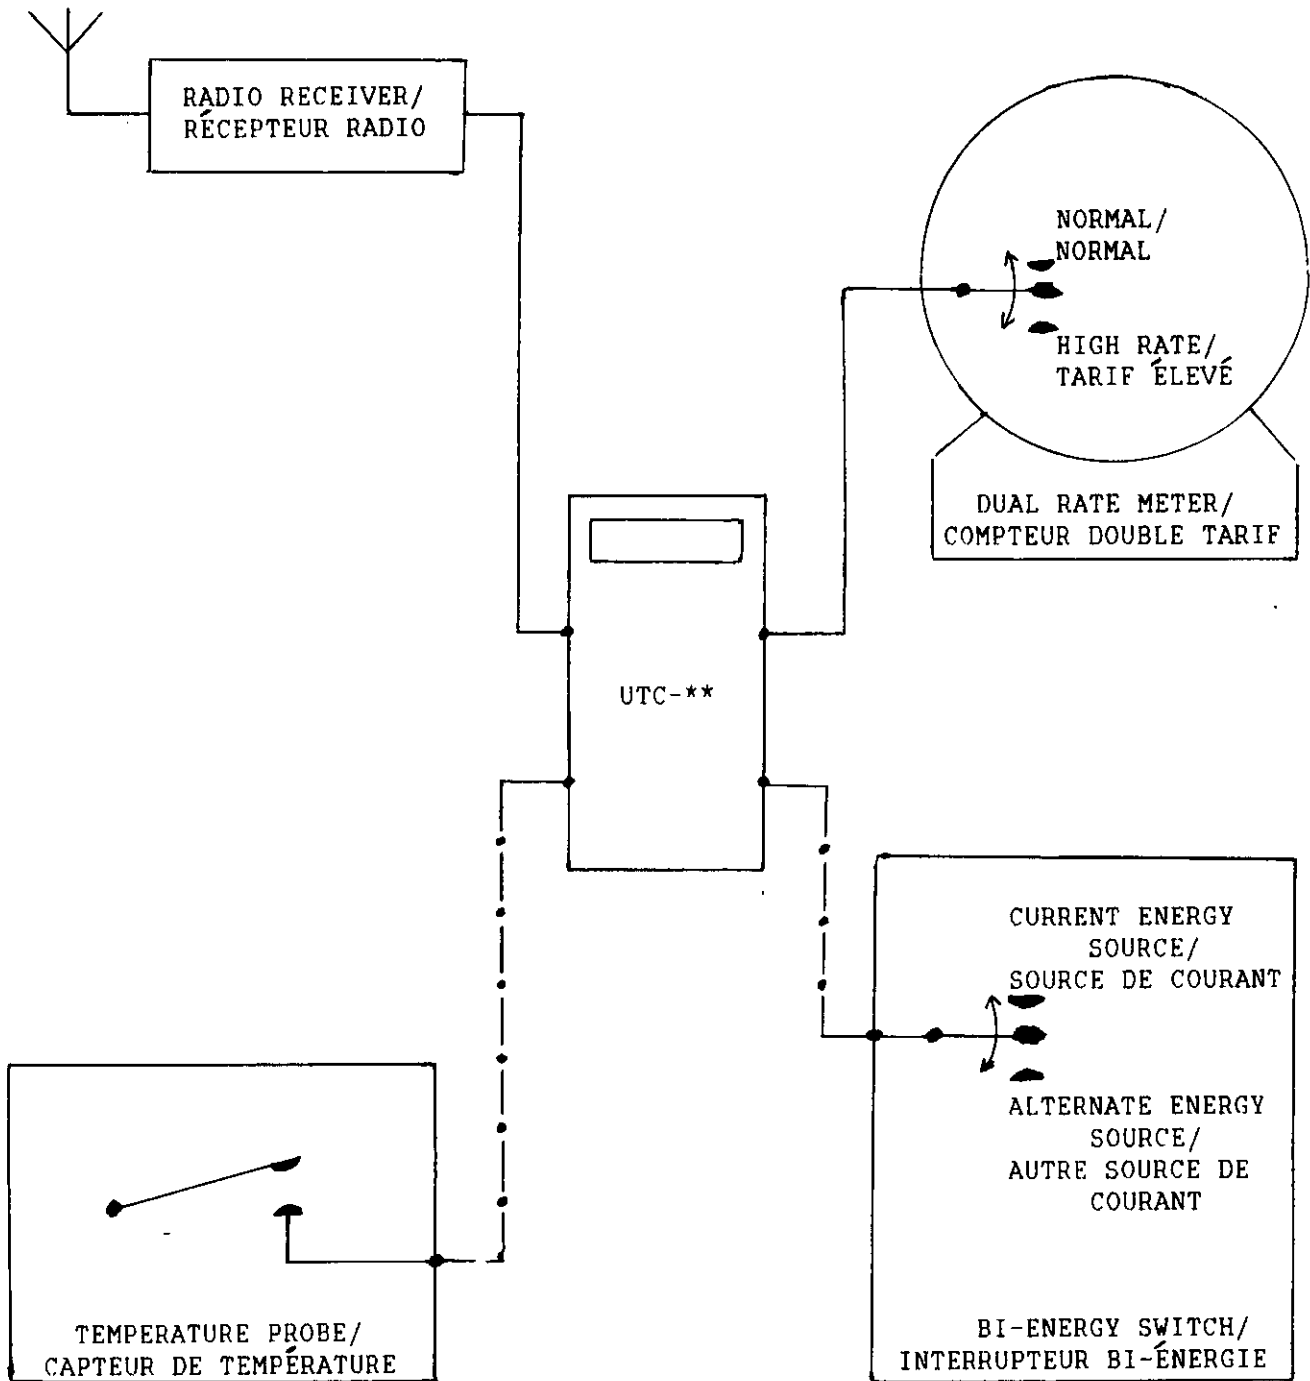 RADIO RECEIVER/
RÉCEPTEUR RADIO
NORMAL/
NORMAL
HIGH RATE/
TARIF ÉLEVÉ
DUAL RATE METER/
COMPTEUR DOUBLE TARIF
UTC-**
CURRENT ENERGY
SOURCE/
SOURCE DE COURANT
ALTERNATE ENERGY
SOURCE/
AUTRE SOURCE DE
COURANT
BI-ENERGY SWITCH/
INTERRUPTEUR BI-ÉNERGIE
TEMPERATURE PROBE/
CAPTEUR DE TEMPÉRATURE